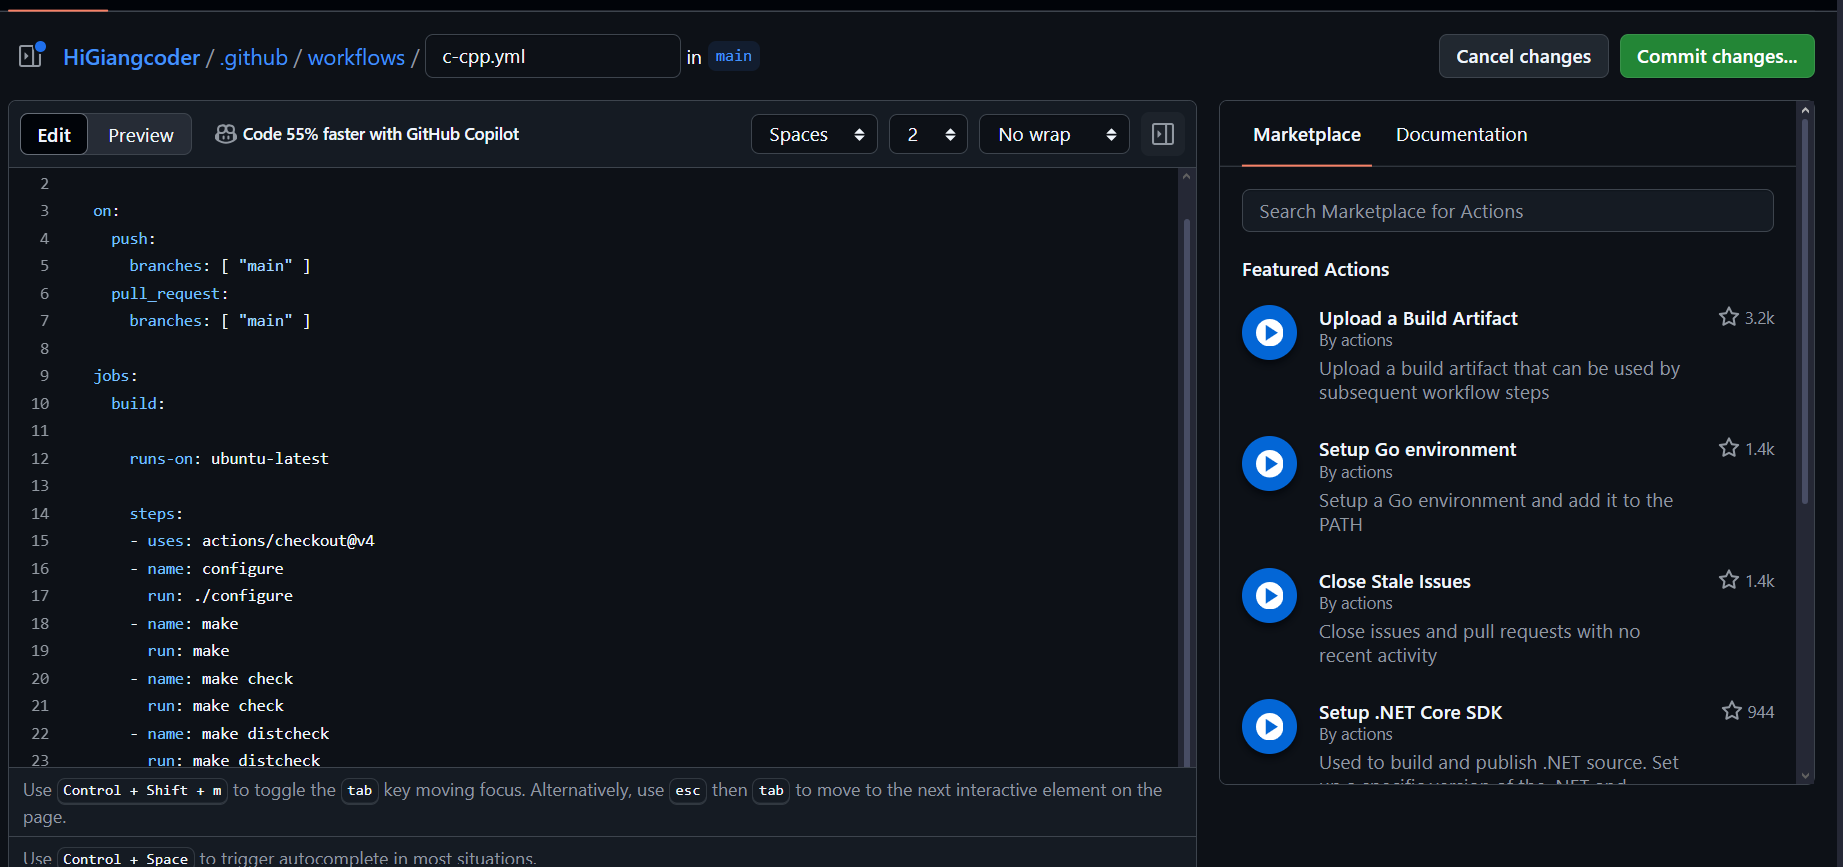 HiGiangcoder / .github / workflows / c-cpp.yml in main
Cancel changes
Commit changes...
Edit
Preview
Code 55% faster with GitHub Copilot
Spaces
2
No wrap
2
3 on:
4 push:
5 branches: [ "main" ]
6 pull_request:
7 branches: [ "main" ]
8
9 jobs:
10 build:
11
12 runs-on: ubuntu-latest
13
14 steps:
15 - uses: actions/checkout@v4
16 - name: configure
17 run: ./configure
18 - name: make
19 run: make
20 - name: make check
21 run: make check
22 - name: make distcheck
23 run: make distcheck
Use Control + Shift + m to toggle the tab key moving focus. Alternatively, use esc then tab to move to the next interactive element on the
page.
Use Control + Space to trigger autocomplete in most situations.
Marketplace
Documentation
Search Marketplace for Actions
Featured Actions
Upload a Build Artifact
3.2k
By actions
Upload a build artifact that can be used by
subsequent workflow steps
Setup Go environment
1.4k
By actions
Setup a Go environment and add it to the
PATH
Close Stale Issues
1.4k
By actions
Close issues and pull requests with no
recent activity
Setup .NET Core SDK
944
By actions
Used to build and publish .NET source. Set
up a specific version of the .NET and